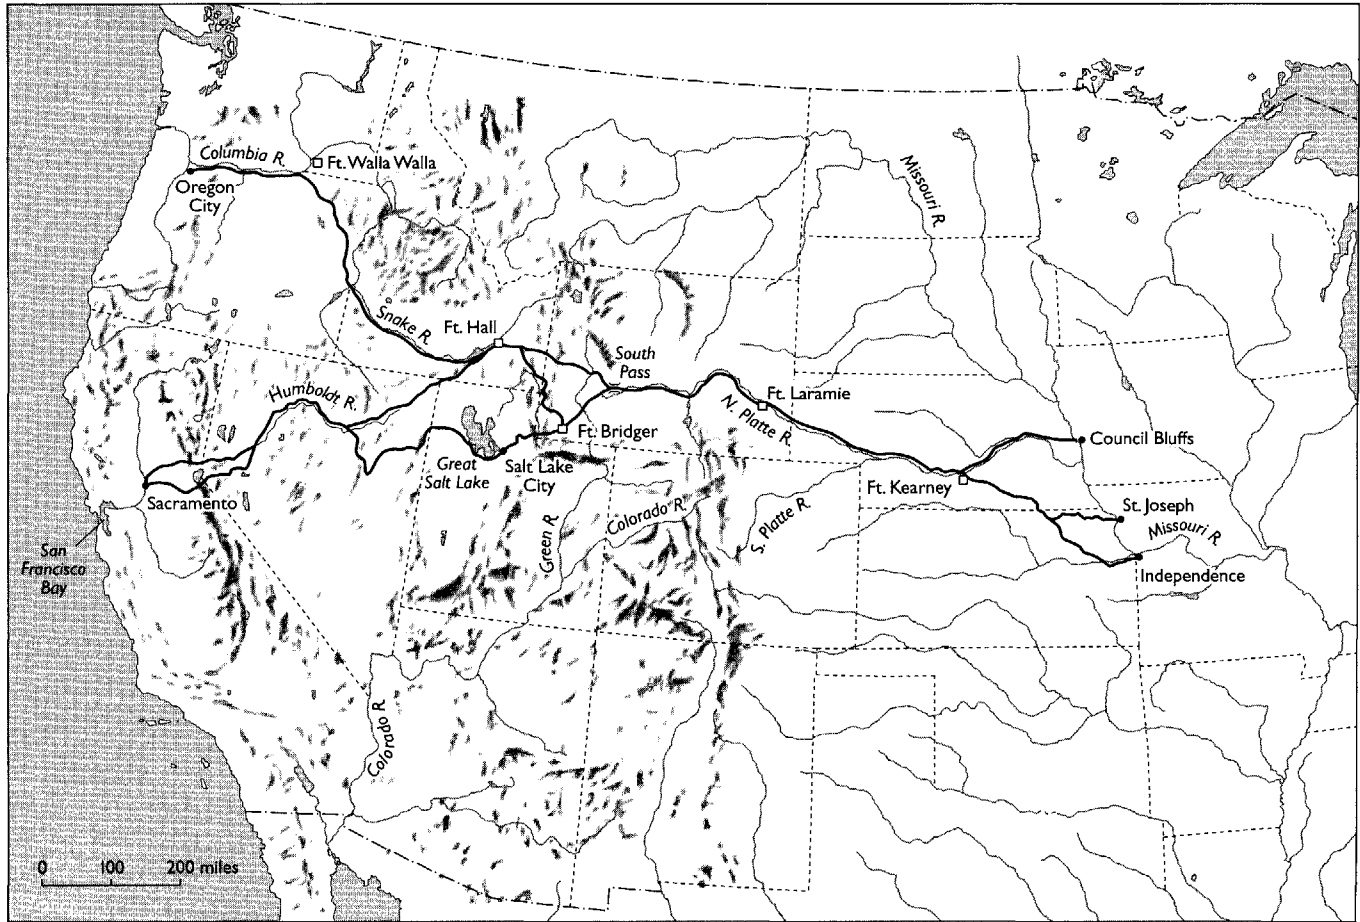 Columbia R.
Ft. Walla Walla
Oregon
City
Missouri R.
Snake R.
Ft. Hall
South
Pass
Humboldt R.
Ft. Laramie
N. Platte R.
Ft. Bridger
Council Bluffs
Great
Salt Lake
Salt Lake
City
Ft. Kearney
Sacramento
St. Joseph
Colorado R.
S. Platte R.
Missouri R.
Green R.
San
Francisco
Bay
Independence
Colorado R.
0 100 200 miles